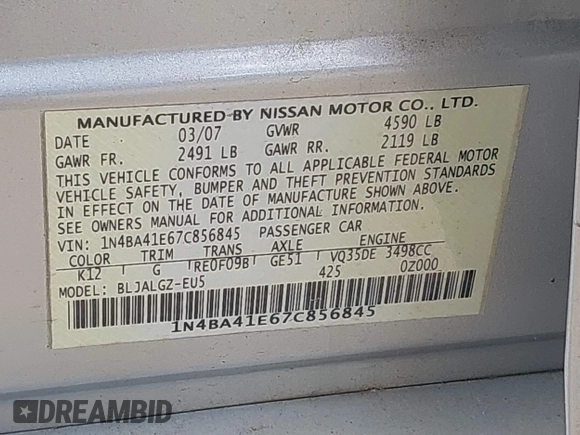 MANUFACTURED BY NISSAN MOTOR CO., LTD.
DATE 03/07 GVWR 4590 LB
GAWR FR. 2491 LB GAWR RR. 2119 LB
THIS VEHICLE CONFORMS TO ALL APPLICABLE FEDERAL MOTOR
VEHICLE SAFETY, BUMPER AND THEFT PREVENTION STANDARDS
IN EFFECT ON THE DATE OF MANUFACTURE SHOWN ABOVE.
SEE OWNERS MANUAL FOR ADDITIONAL INFORMATION.
VIN: 1N4BA41E67C856845 PASSENGER CAR
COLOR TRIM TRANS AXLE ENGINE
K12 G RE0F09B GE51 VQ35DE 3498CC
MODEL: BLJALGZ-EU5 425 0Z000
1N4BA41E67C856845
DREAMBID